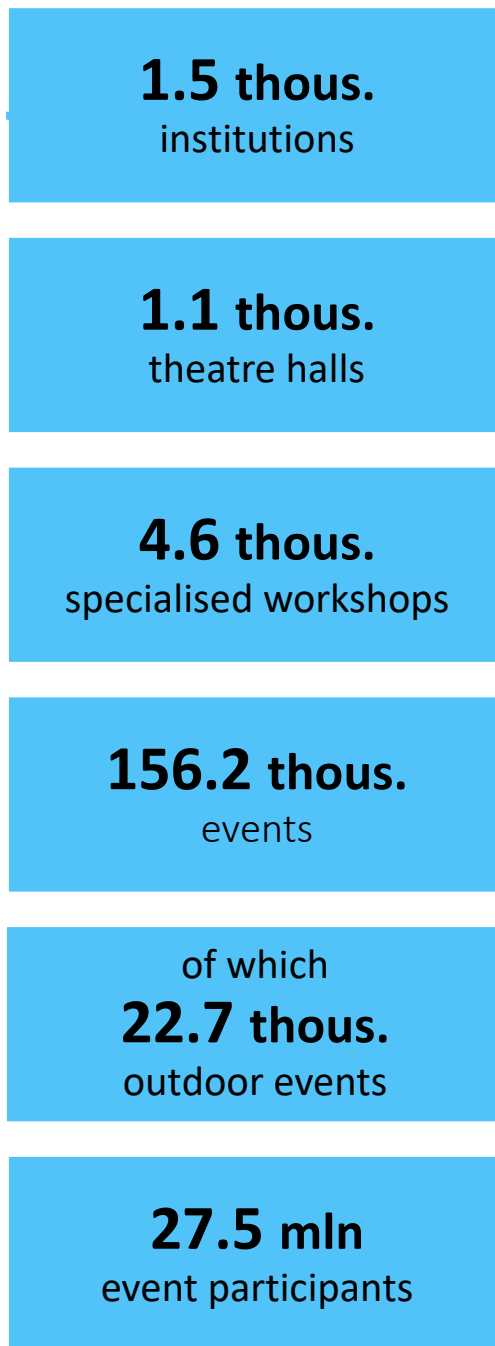 1.5 thous.
institutions
1.1 thous.
theatre halls
4.6 thous.
specialised workshops
156.2 thous.
events
of which
22.7 thous.
outdoor events
27.5 mln
event participants